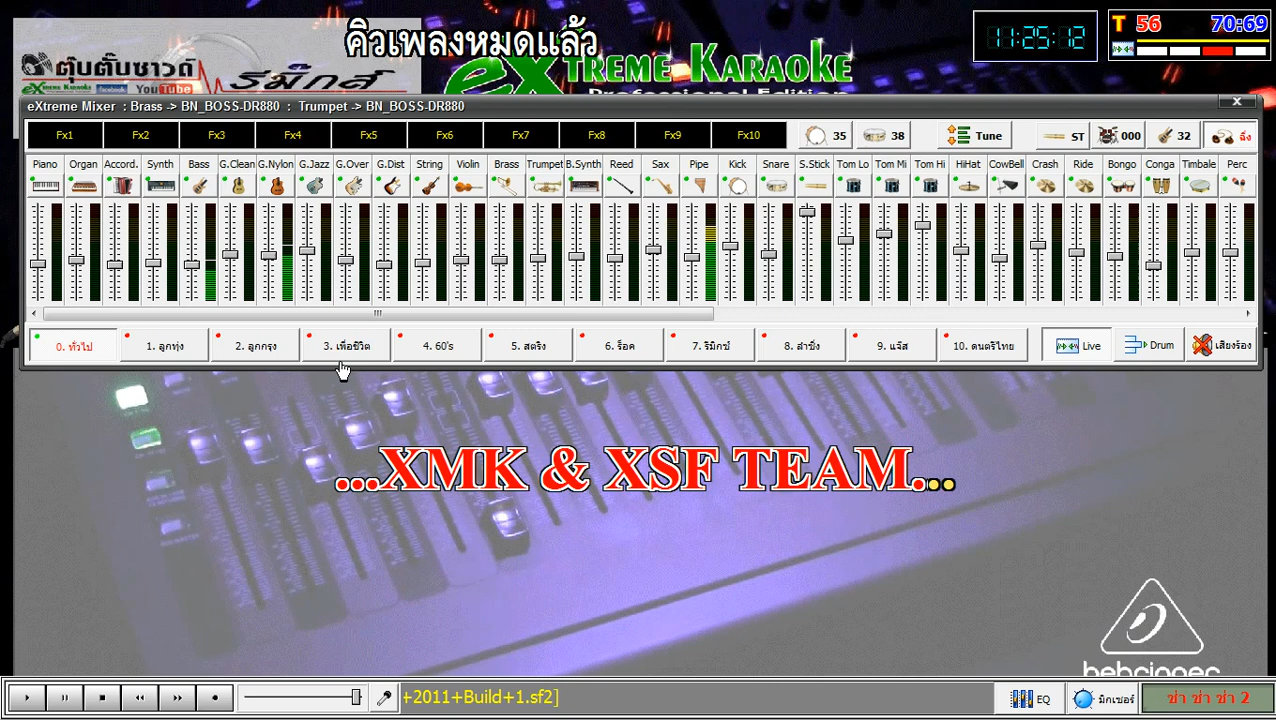 คิวเพลงหมดแล้ว
11:25:12
T 56 70:69
ตุ๊บตั๊บซาวด์ รีมิกส์
eXtreme Karaoke facebook YouTube
eXTREME KARAOKE
Professional Edition
eXtreme Mixer : Brass -> BN_BOSS-DR880 : Trumpet -> BN_BOSS-DR880 X
Fx1 Fx2 Fx3 Fx4 Fx5 Fx6 Fx7 Fx8 Fx9 Fx10 35 38 Tune ST 000 32 ฉิ่ง
Piano Organ Accord. Synth Bass G.Clean G.Nylon G.Jazz G.Over G.Dist String Violin Brass Trumpet B.Synth Reed Sax Pipe Kick Snare S.Stick Tom Lo Tom Mi Tom Hi HiHat CowBell Crash Ride Bongo Conga Timbale Perc
0. ทั่วไป 1. ลูกทุ่ง 2. ลูกกรุง 3. เพื่อชีวิต 4. 60's 5. สตริง 6. ร็อค 7. รีมิกซ์ 8. ลำซิ่ง 9. แจ๊ส 10. ดนตรีไทย Live Drum เสียงร้อง
...XMK & XSF TEAM...
behringer
+2011+Build+1.sf2] EQ มิกเซอร์ ช่า ช่า ช่า 2